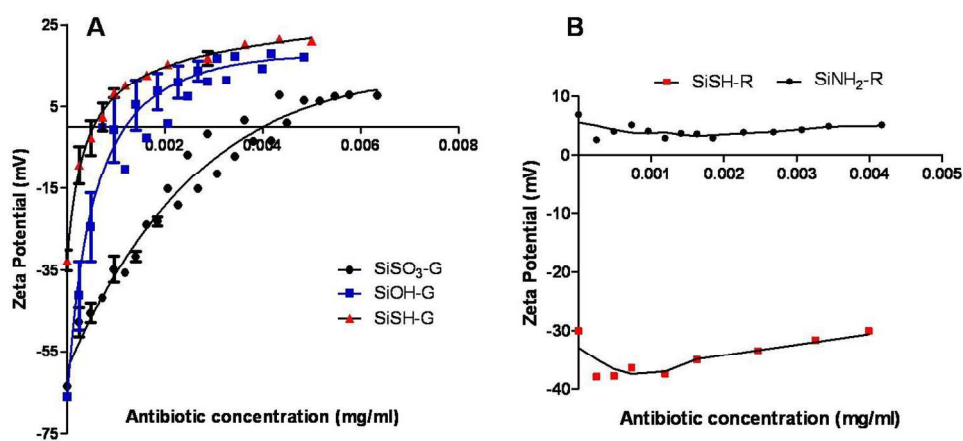 A
25
5
-15
-35
-55
-75
0.002
0.004
0.006
0.008
Zeta Potential (mV)
SiSO₃-G
SiOH-G
SiSH-G
Antibiotic concentration (mg/ml)
B
SiSH-R
SiNH₂-R
10
0
-10
-20
-30
-40
0.001
0.002
0.003
0.004
0.005
Zeta Potential (mV)
Antibiotic concentration (mg/ml)